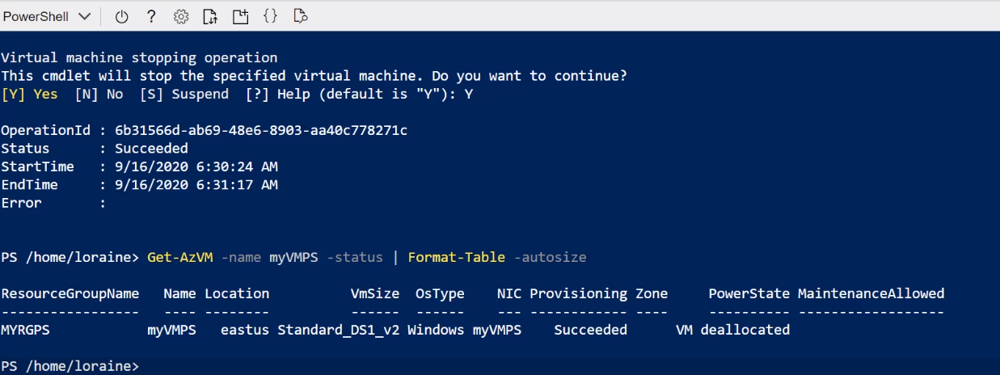 PowerShell
Virtual machine stopping operation
This cmdlet will stop the specified virtual machine. Do you want to continue?
[Y] Yes  [N] No  [S] Suspend  [?] Help (default is "Y"): Y
OperationId : 6b31566d-ab69-48e6-8903-aa40c778271c
Status      : Succeeded
StartTime   : 9/16/2020 6:30:24 AM
EndTime     : 9/16/2020 6:31:17 AM
Error       :
PS /home/loraine> Get-AzVM -name myVMPS -status | Format-Table -autosize
ResourceGroupName   Name Location          VmSize  OsType    NIC Provisioning Zone     PowerState MaintenanceAllowed
-----------------   ---- --------          ------  ------    --- ------------ ----     ---------- ------------------
MYRGPS            myVMPS   eastus Standard_DS1_v2 Windows myVMPS    Succeeded      VM deallocated
PS /home/loraine>